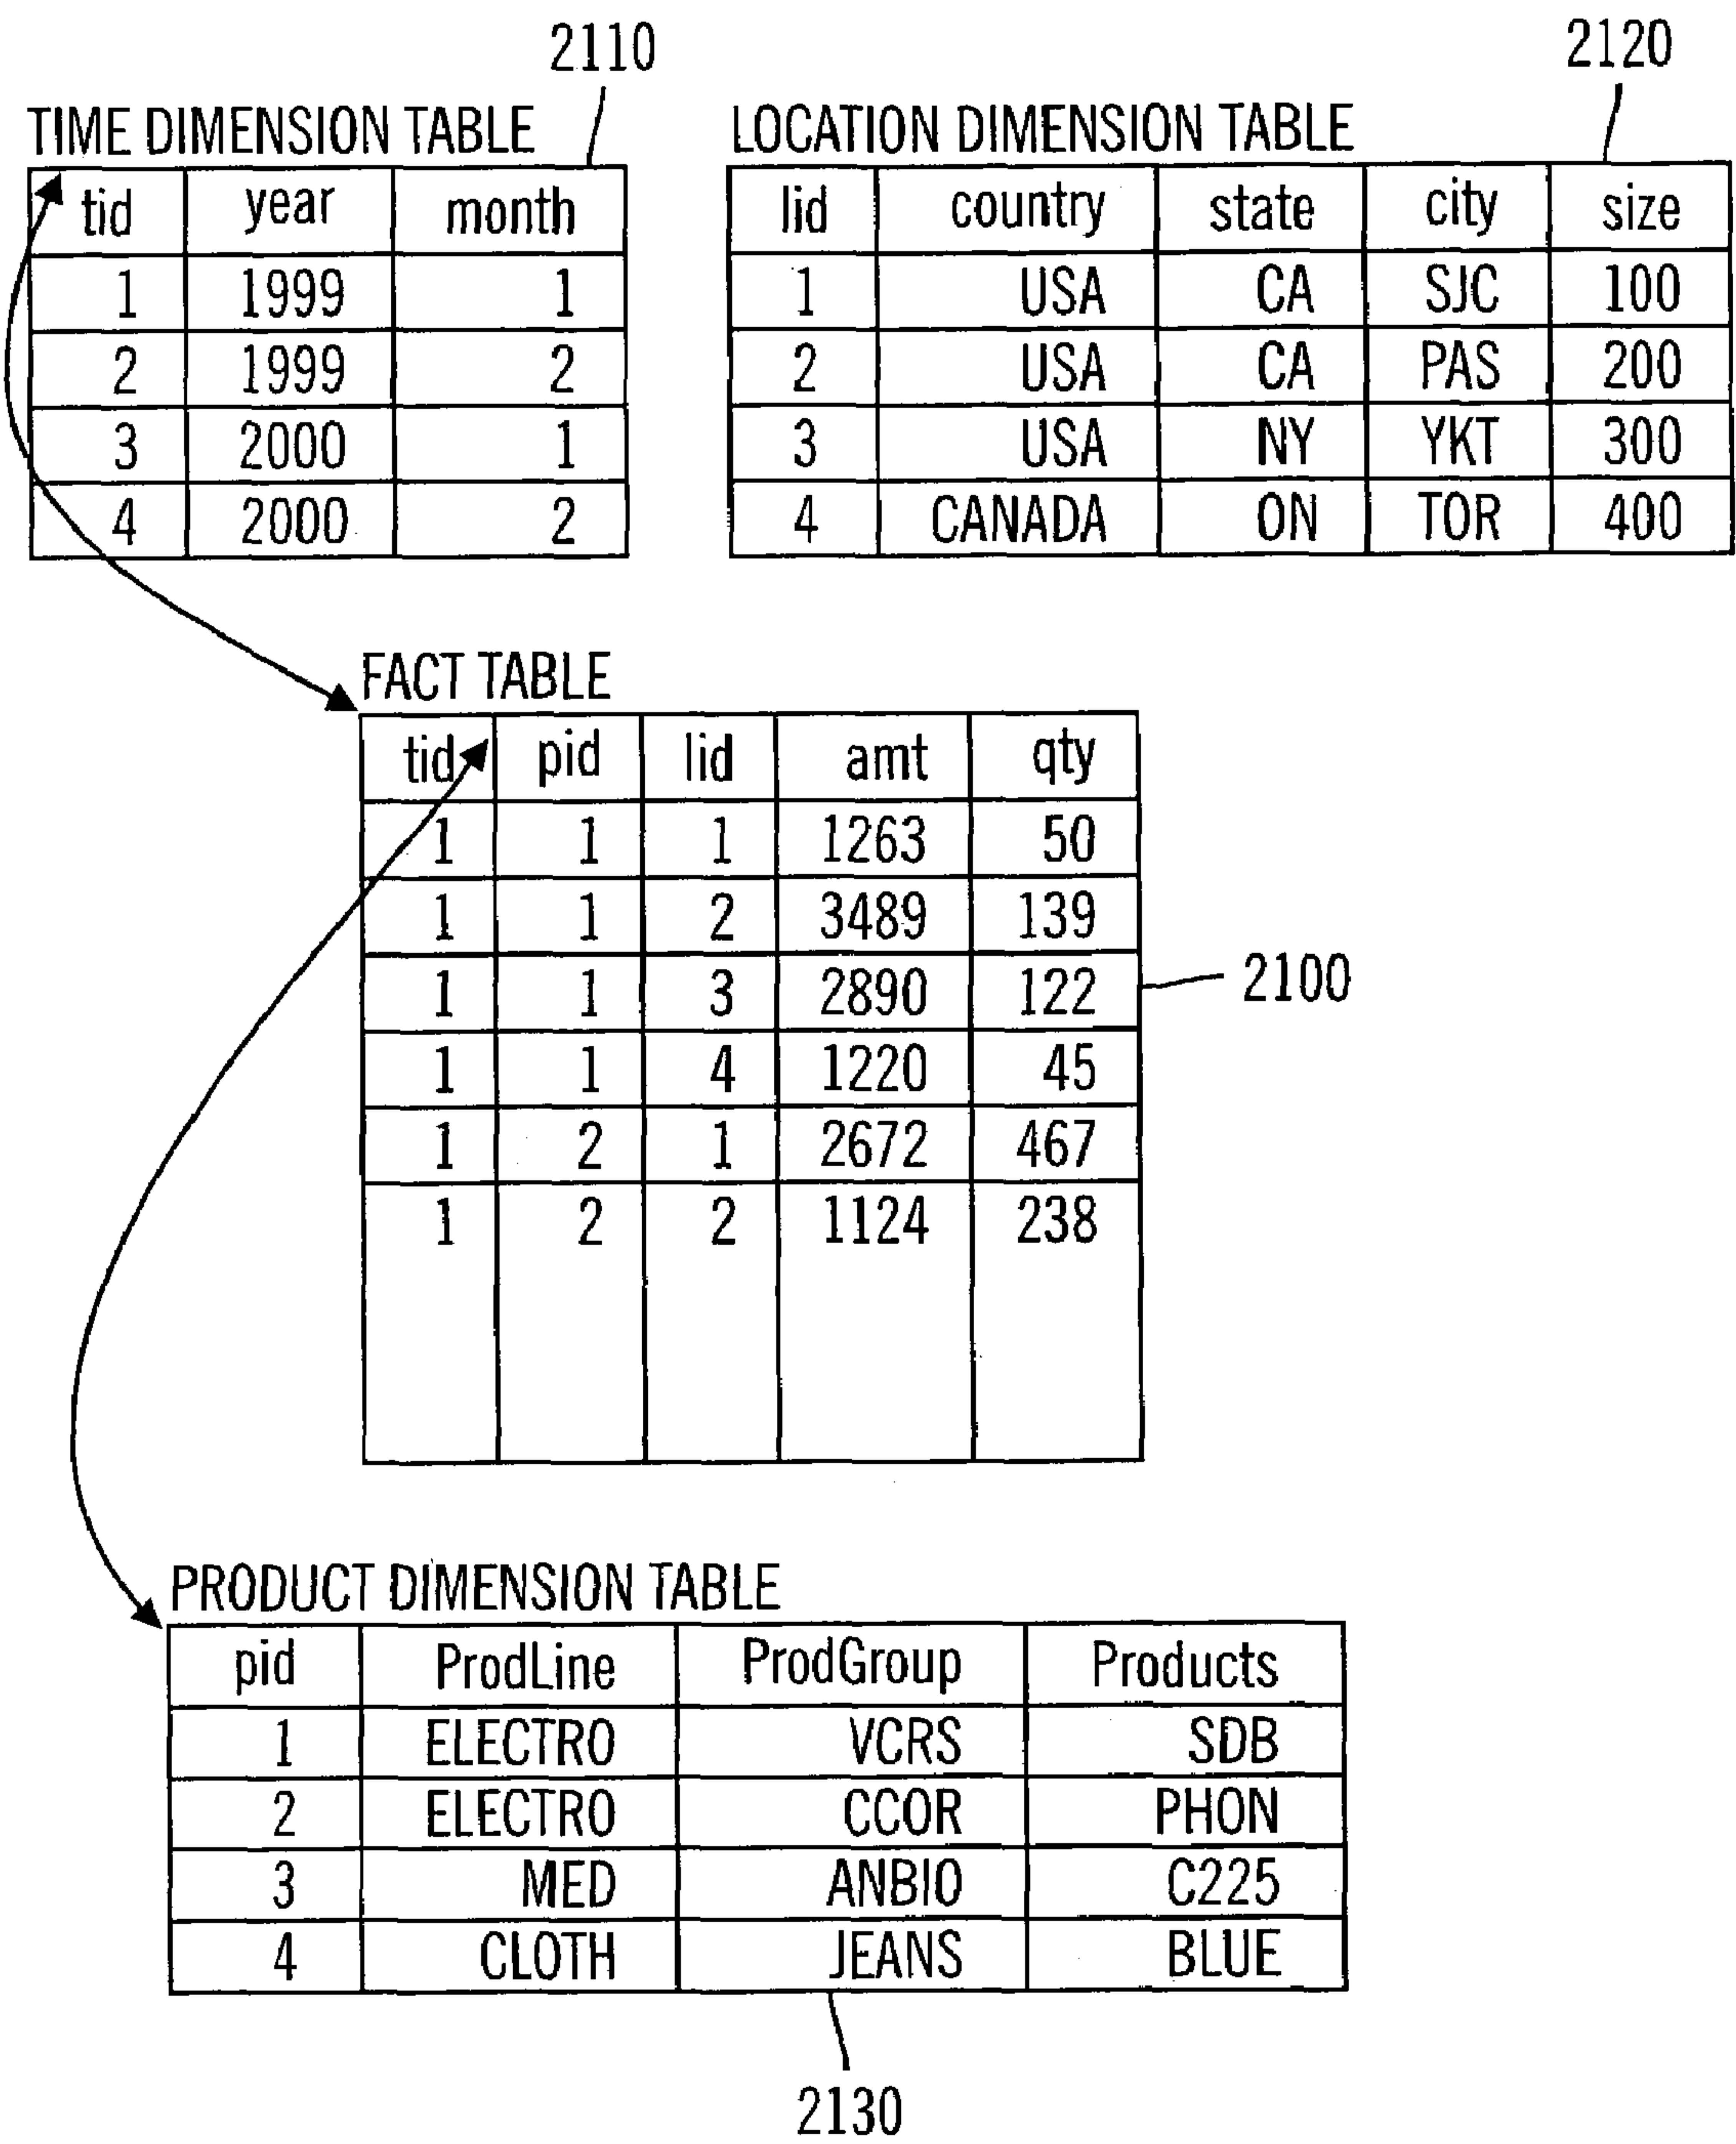 2110
2120
TIME DIMENSION TABLE
tid year month
1 1999 1
2 1999 2
3 2000 1
4 2000 2
LOCATION DIMENSION TABLE
lid country state city size
1 USA CA SJC 100
2 USA CA PAS 200
3 USA NY YKT 300
4 CANADA ON TOR 400
FACT TABLE
tid pid lid amt qty
1 1 1 1263 50
1 1 2 3489 139
1 1 3 2890 122
2100
1 1 4 1220 45
1 2 1 2672 467
1 2 2 1124 238
PRODUCT DIMENSION TABLE
pid ProdLine ProdGroup Products
1 ELECTRO VCRS SDB
2 ELECTRO CCOR PHON
3 MED ANBIO C225
4 CLOTH JEANS BLUE
2130